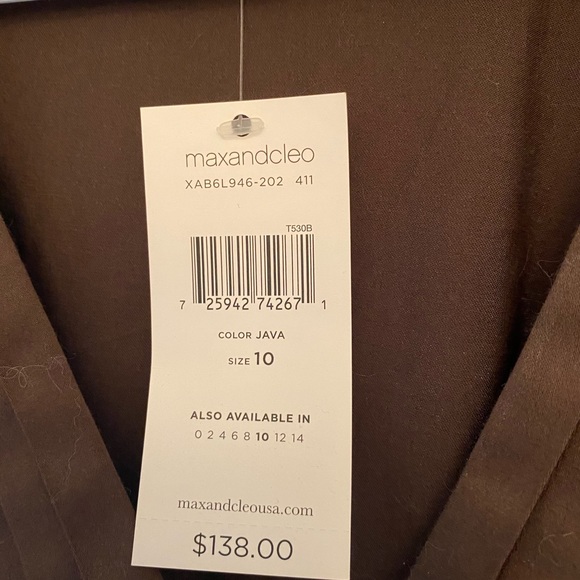 maxandcleo
XAB6L946-202 411
T530B
7 25942 74267 1
COLOR JAVA
SIZE 10
ALSO AVAILABLE IN
0 2 4 6 8 10 12 14
maxandcleousa.com
$138.00